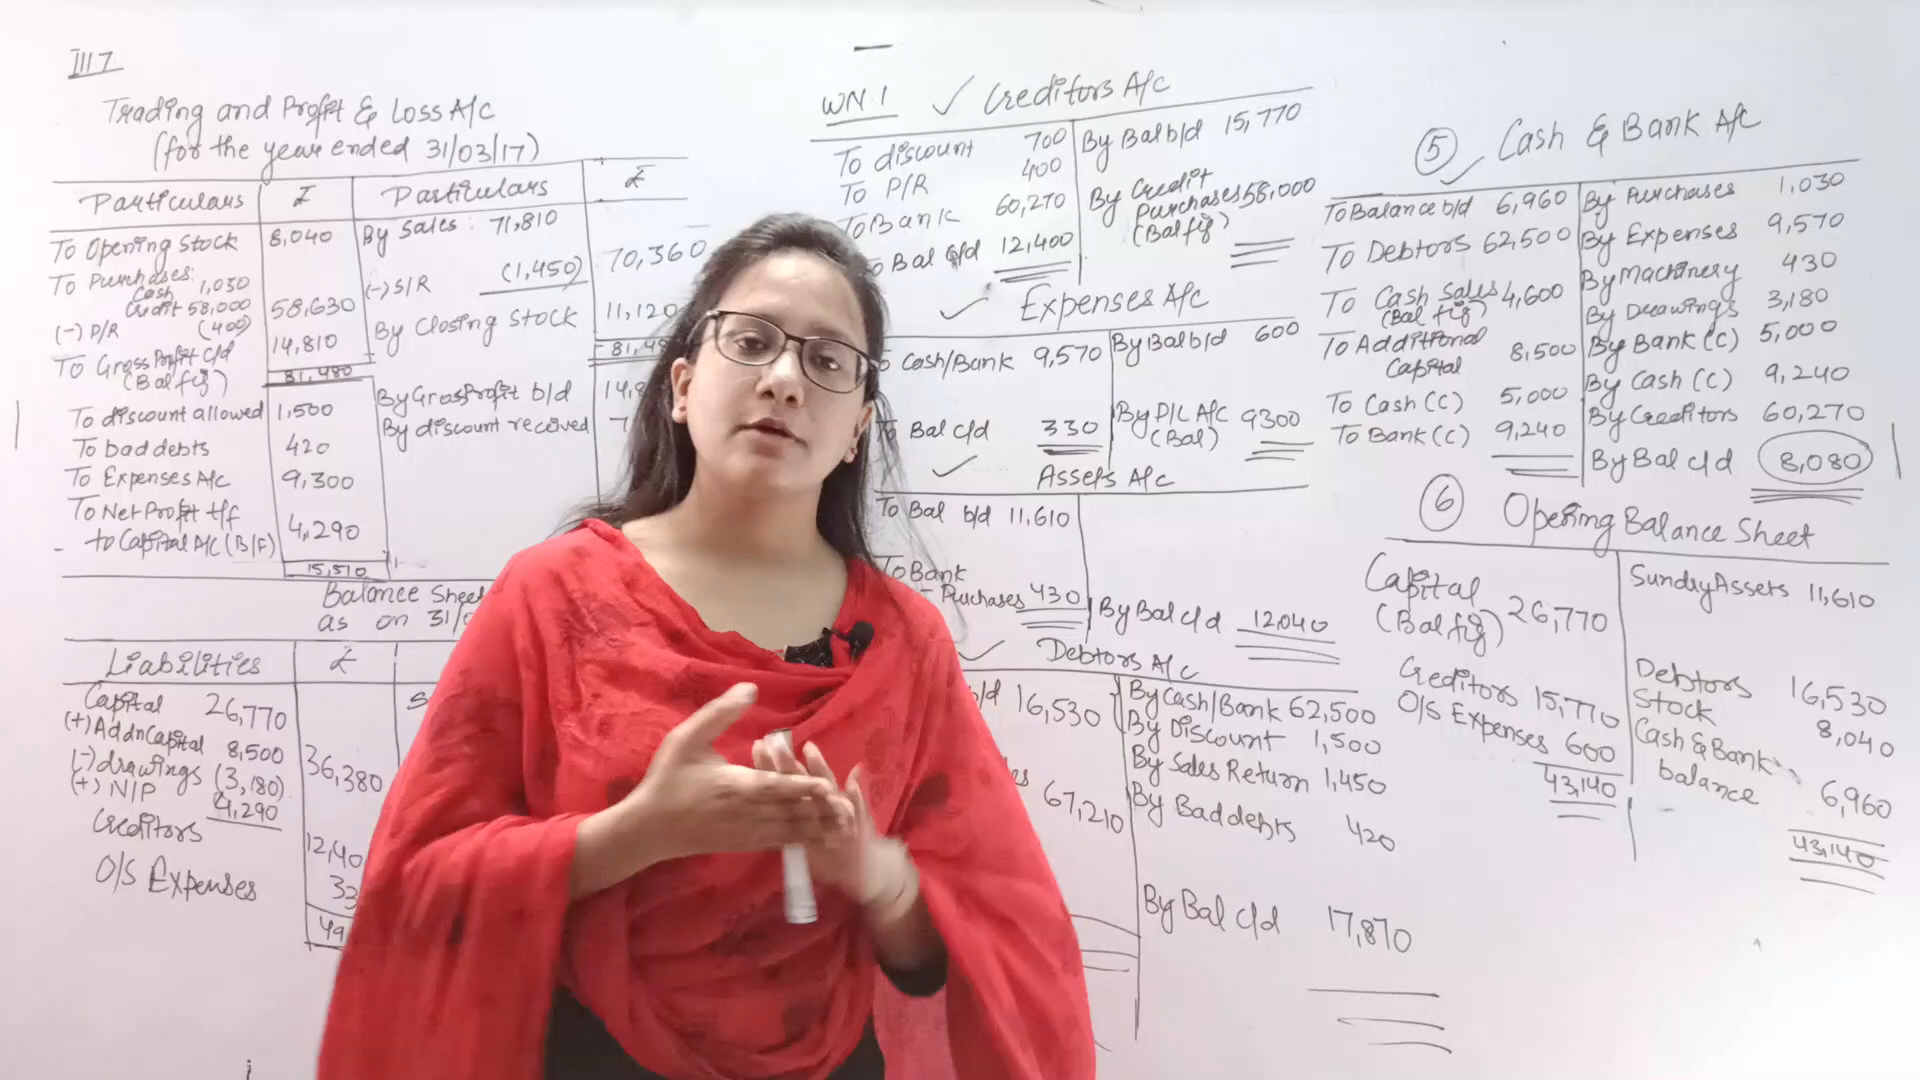 III 7
Trading and Profit & Loss A/c
(for the year ended 31/03/17)
Particulars ₹ Particulars ₹
To Opening Stock 8,040 By Sales: 71,810
(-) S/R (1,450) 70,360
To Purchases:
Cash 1,030
Credit 58,000
(-) P/R (400) 58,630
By Closing Stock 11,120
To Gross Profit c/d 14,810
(Bal fig)
81,480
To discount allowed 1,500
By Gross Profit b/d
By discount received
To bad debts 420
To Expenses A/c 9,300
To Net Profit t/f
to Capital A/c (B/F) 4,290
15,510
Balance Sheet
as on
Liabilities ₹
Capital 26,770
(+) Addn Capital 8,500
(-) drawings (3,180)
(+) N/P 4,290
36,380
Creditors
O/S Expenses
WN.1
Creditors A/c
To discount 700 By Bal b/d 15,770
To P/R 400
To Bank 60,270
By Credit
Purchases 58,000
(Bal fig)
Bal c/d 12,400
Expenses A/c
To Cash/Bank 9,570 By Bal b/d 600
To Bal c/d 330 By P/L A/c 9300
(Bal)
Assets A/c
To Bal b/d 11,610
To Bank
- Purchases 430 By Bal c/d 12,040
Debtors A/c
b/d 16,530 By Cash/Bank 62,500
By Discount 1,500
By Sales Return 1,450
67,210
By Bad debts 420
By Bal c/d 17,870
5 Cash & Bank A/c
To Balance b/d 6,960 By Purchases 1,030
To Debtors 62,500 By Expenses 9,570
To Cash Sales 4,600 By Machinery 430
(Bal fig) By Drawings 3,180
To Additional
Capital 8,500 By Bank (C) 5,000
To Cash (C) 5,000 By Cash (C) 9,240
To Bank (C) 9,240 By Creditors 60,270
By Bal c/d 8,080
6 Opening Balance Sheet
Capital
(Bal fig) 26,770 Sundry Assets 11,610
Creditors 15,770 Debtors 16,530
O/S Expenses 600 Stock 8,040
43,140 Cash & Bank
balance 6,960
43,140